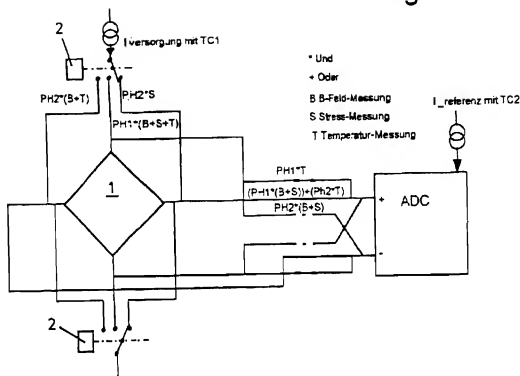 2
I versorgung mit TC1
* Und
+ Oder
B B-Feld-Messung
S Stress-Messung
T Temperatur-Messung
I_referenz mit TC2
PH2*(B+T)
PH2*S
PH1*(B+S+T)
PH1*T
(PH1*(B+S))+(Ph2*T)
PH2*(B+S)
1
+
ADC
-
2